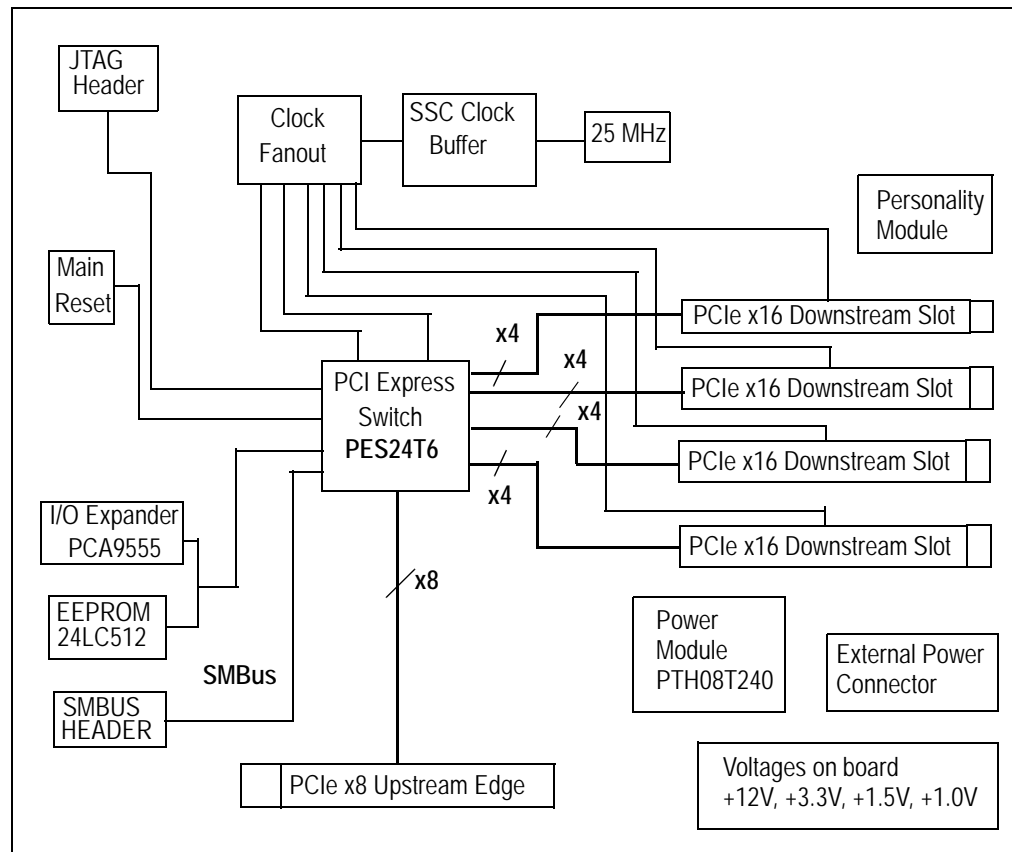 JTAG
Header
Clock
Fanout
SSC Clock
Buffer
25 MHz
Personality
Module
Main
Reset
PCIe x16 Downstream Slot
x4
x4
PCI Express
Switch
PES24T6
PCIe x16 Downstream Slot
x4
PCIe x16 Downstream Slot
x4
I/O Expander
PCA9555
PCIe x16 Downstream Slot
x8
EEPROM
24LC512
Power
Module
PTH08T240
External Power
Connector
SMBus
SMBUS
HEADER
PCIe x8 Upstream Edge
Voltages on board
+12V, +3.3V, +1.5V, +1.0V